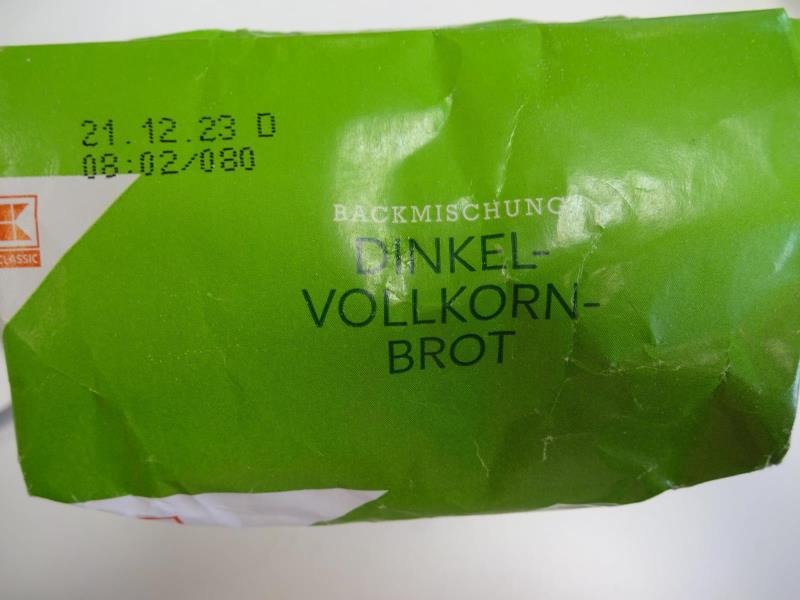 21.12.23 D
08:02/080
K
CLASSIC
BACKMISCHUNG
DINKEL-
VOLLKORN-
BROT